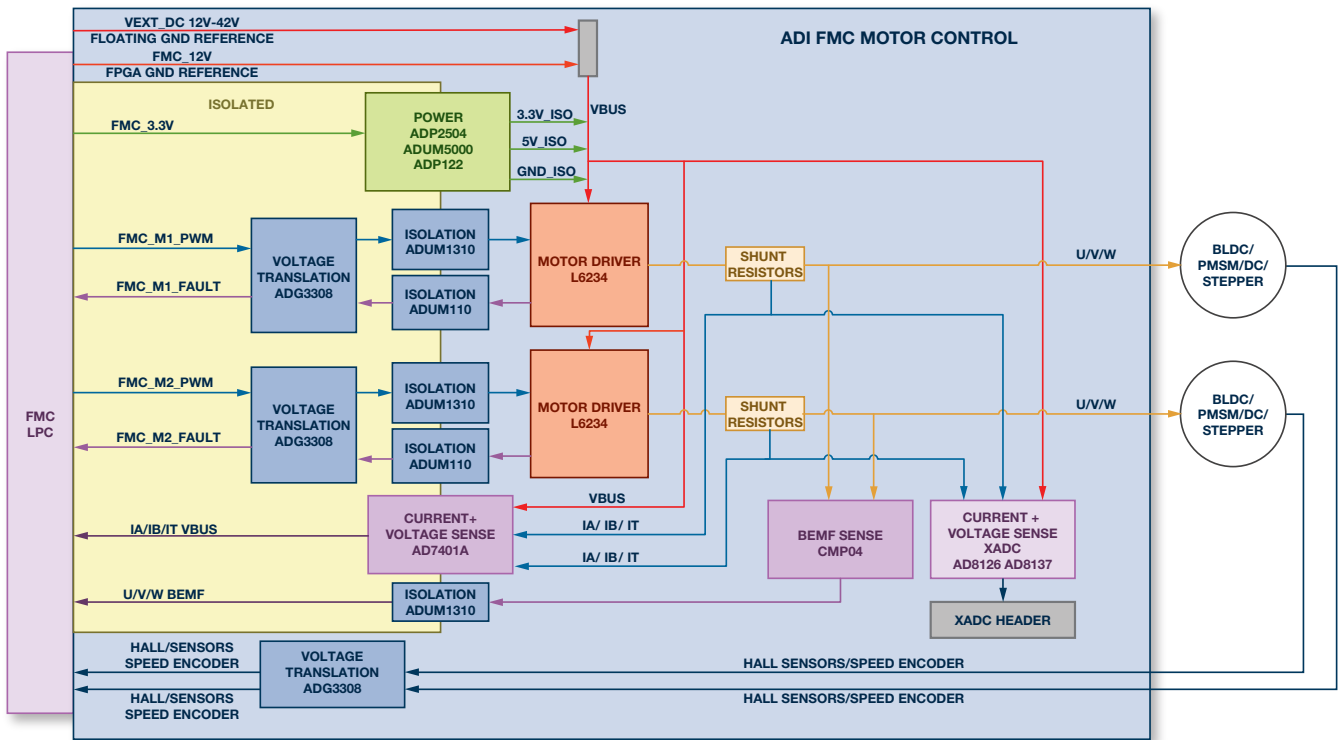 VEXT_DC 12V-42V
FLOATING GND REFERENCE
ADI FMC MOTOR CONTROL
FMC_12V
FPGA GND REFERENCE
ISOLATED
VBUS
FMC_3.3V
POWER
ADP2504
ADUM5000
ADP122
3.3V_ISO
5V_ISO
GND_ISO
FMC_M1_PWM
FMC_M1_FAULT
VOLTAGE
TRANSLATION
ADG3308
ISOLATION
ADUM1310
ISOLATION
ADUM110
MOTOR DRIVER
L6234
SHUNT
RESISTORS
U/V/W
BLDC/
PMSM/DC/
STEPPER
FMC
LPC
FMC_M2_PWM
FMC_M2_FAULT
VOLTAGE
TRANSLATION
ADG3308
ISOLATION
ADUM1310
ISOLATION
ADUM110
MOTOR DRIVER
L6234
SHUNT
RESISTORS
U/V/W
BLDC/
PMSM/DC/
STEPPER
IA/IB/IT VBUS
CURRENT+
VOLTAGE SENSE
AD7401A
VBUS
IA/ IB/ IT
IA/ IB/ IT
BEMF SENSE
CMP04
CURRENT +
VOLTAGE SENSE
XADC
AD8126 AD8137
U/V/W BEMF
ISOLATION
ADUM1310
XADC HEADER
HALL/SENSORS
SPEED ENCODER
HALL/SENSORS
SPEED ENCODER
VOLTAGE
TRANSLATION
ADG3308
HALL SENSORS/SPEED ENCODER
HALL SENSORS/SPEED ENCODER